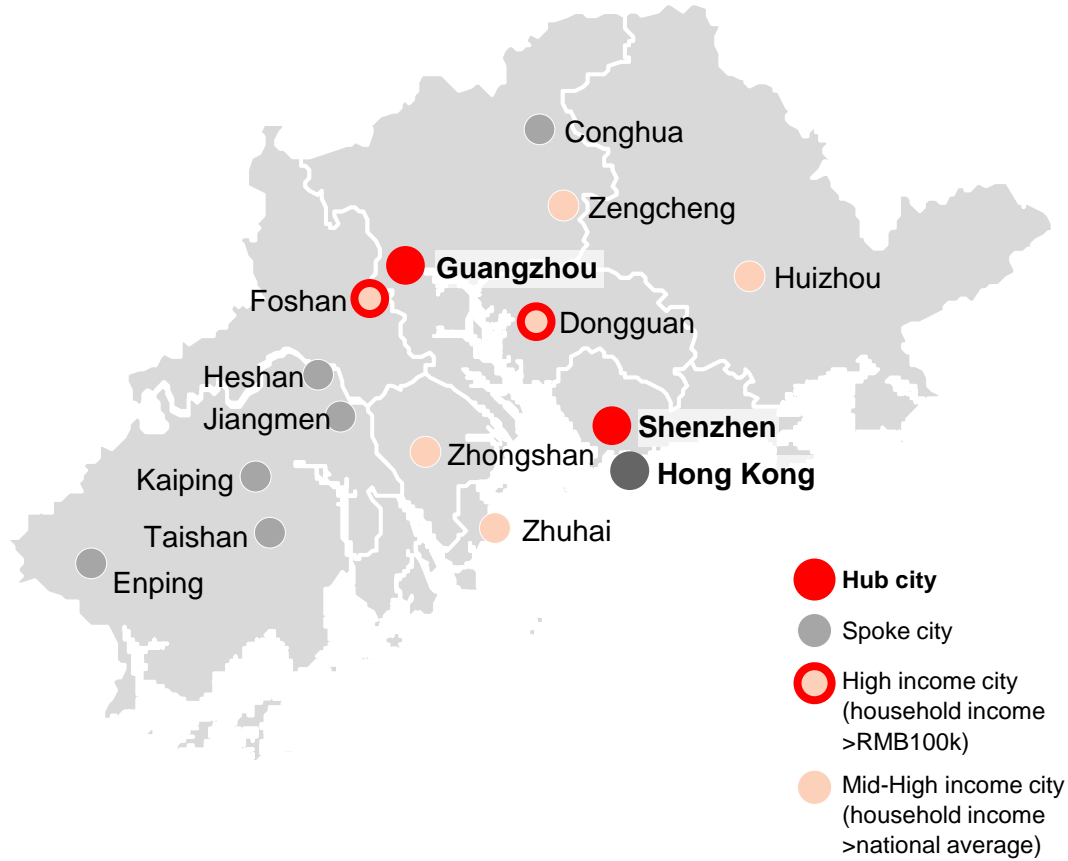 Conghua
Zengcheng
Guangzhou
Huizhou
Foshan
Dongguan
Heshan
Jiangmen
Shenzhen
Zhongshan
Hong Kong
Kaiping
Taishan
Zhuhai
Enping
Hub city
Spoke city
High income city
(household income
>RMB100k)
Mid-High income city
(household income
>national average)